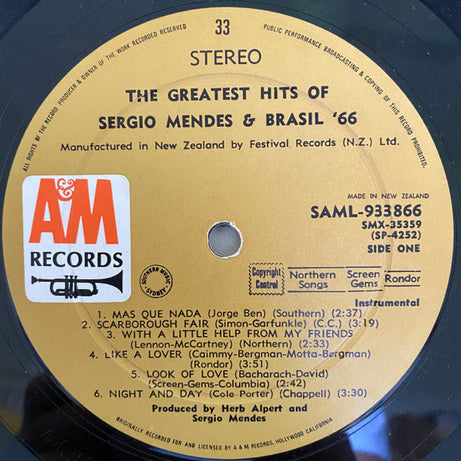 33
STEREO
ALL RIGHTS OF THE RECORD PRODUCER & OWNER OF THE WORK RECORDED RESERVED
PUBLIC PERFORMANCE BROADCASTING & COPYING OF THIS RECORD PROHIBITED
THE GREATEST HITS OF
SERGIO MENDES & BRASIL '66
Manufactured in New Zealand by Festival Records (N.Z.) Ltd.
A&M
RECORDS
MADE IN NEW ZEALAND
SAML-933866
SMX-35359
(SP-4252)
SIDE ONE
SOUTHERN MUSIC SYDNEY
Copyright Control
Northern Songs
Screen Gems
Rondor
Instrumental
1. MAS QUE NADA (Jorge Ben) (Southern) (2:37)
2. SCARBOROUGH FAIR (Simon-Garfunkle) (C.C.) (3:19)
3. WITH A LITTLE HELP FROM MY FRIENDS
(Lennon-McCartney) (Northern) (2:33)
4. LIKE A LOVER (Caimmy-Bergman-Motta-Bergman)
(Rondor) (3:51)
5. LOOK OF LOVE (Bacharach-David)
(Screen-Gems-Columbia) (2:42)
6. NIGHT AND DAY (Cole Porter) (Chappell) (3:30)
Produced by Herb Alpert and
Sergio Mendes
ORIGINALLY RECORDED FOR AND LICENSED BY A & M RECORDS, HOLLYWOOD CALIFORNIA